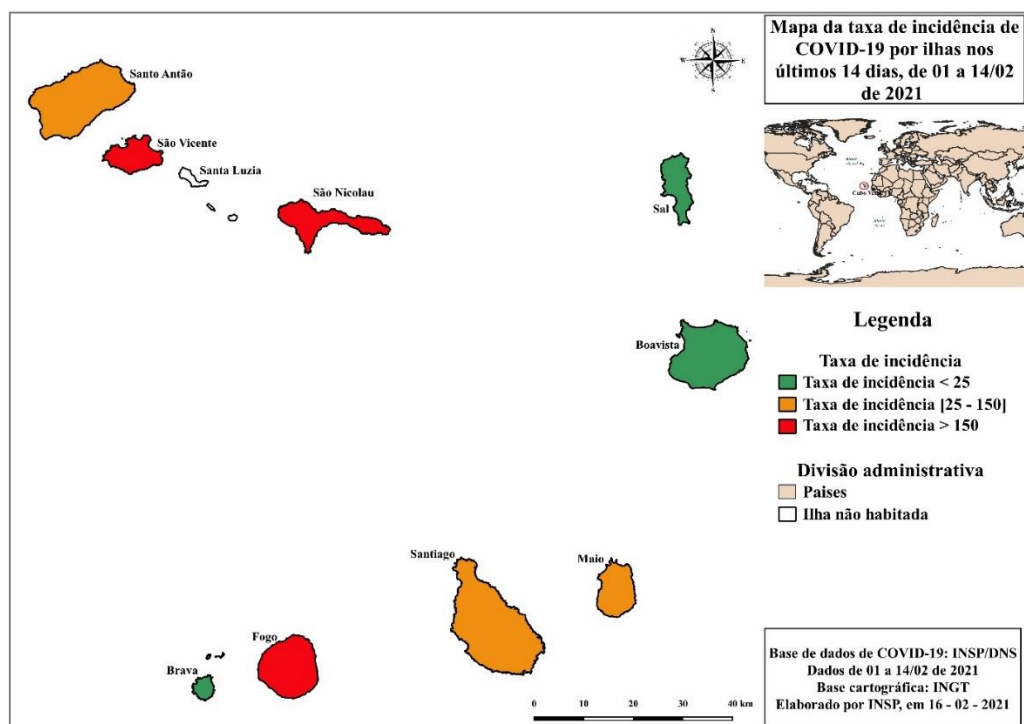 Mapa da taxa de incidência de
COVID-19 por ilhas nos
últimos 14 dias, de 01 a 14/02
de 2021
N
W
E
S
Santo Antão
São Vicente
Santa Luzia
São Nicolau
Sal
Boavista
Santiago
Maio
Fogo
Brava
Legenda
Taxa de incidência
Taxa de incidência < 25
Taxa de incidência [25 - 150]
Taxa de incidência > 150
Divisão administrativa
Paises
Ilha não habitada
0 10 20 30 40 km
Base de dados de COVID-19: INSP/DNS
Dados de 01 a 14/02 de 2021
Base cartográfica: INGT
Elaborado por INSP, em 16 - 02 - 2021